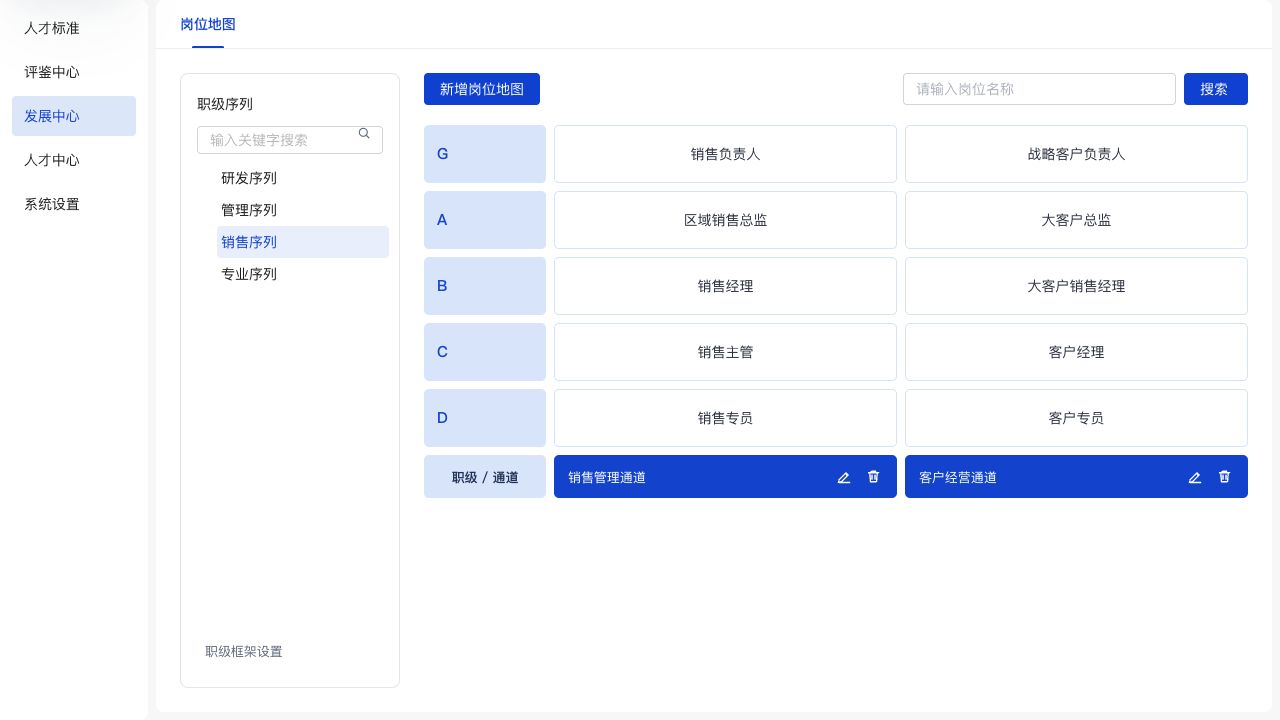 人才标准
评鉴中心
发展中心
人才中心
系统设置
岗位地图
职级序列
输入关键字搜索
研发序列
管理序列
销售序列
专业序列
职级框架设置
新增岗位地图
请输入岗位名称
搜索
G
销售负责人
战略客户负责人
A
区域销售总监
大客户总监
B
销售经理
大客户销售经理
C
销售主管
客户经理
D
销售专员
客户专员
职级 / 通道
销售管理通道
客户经营通道